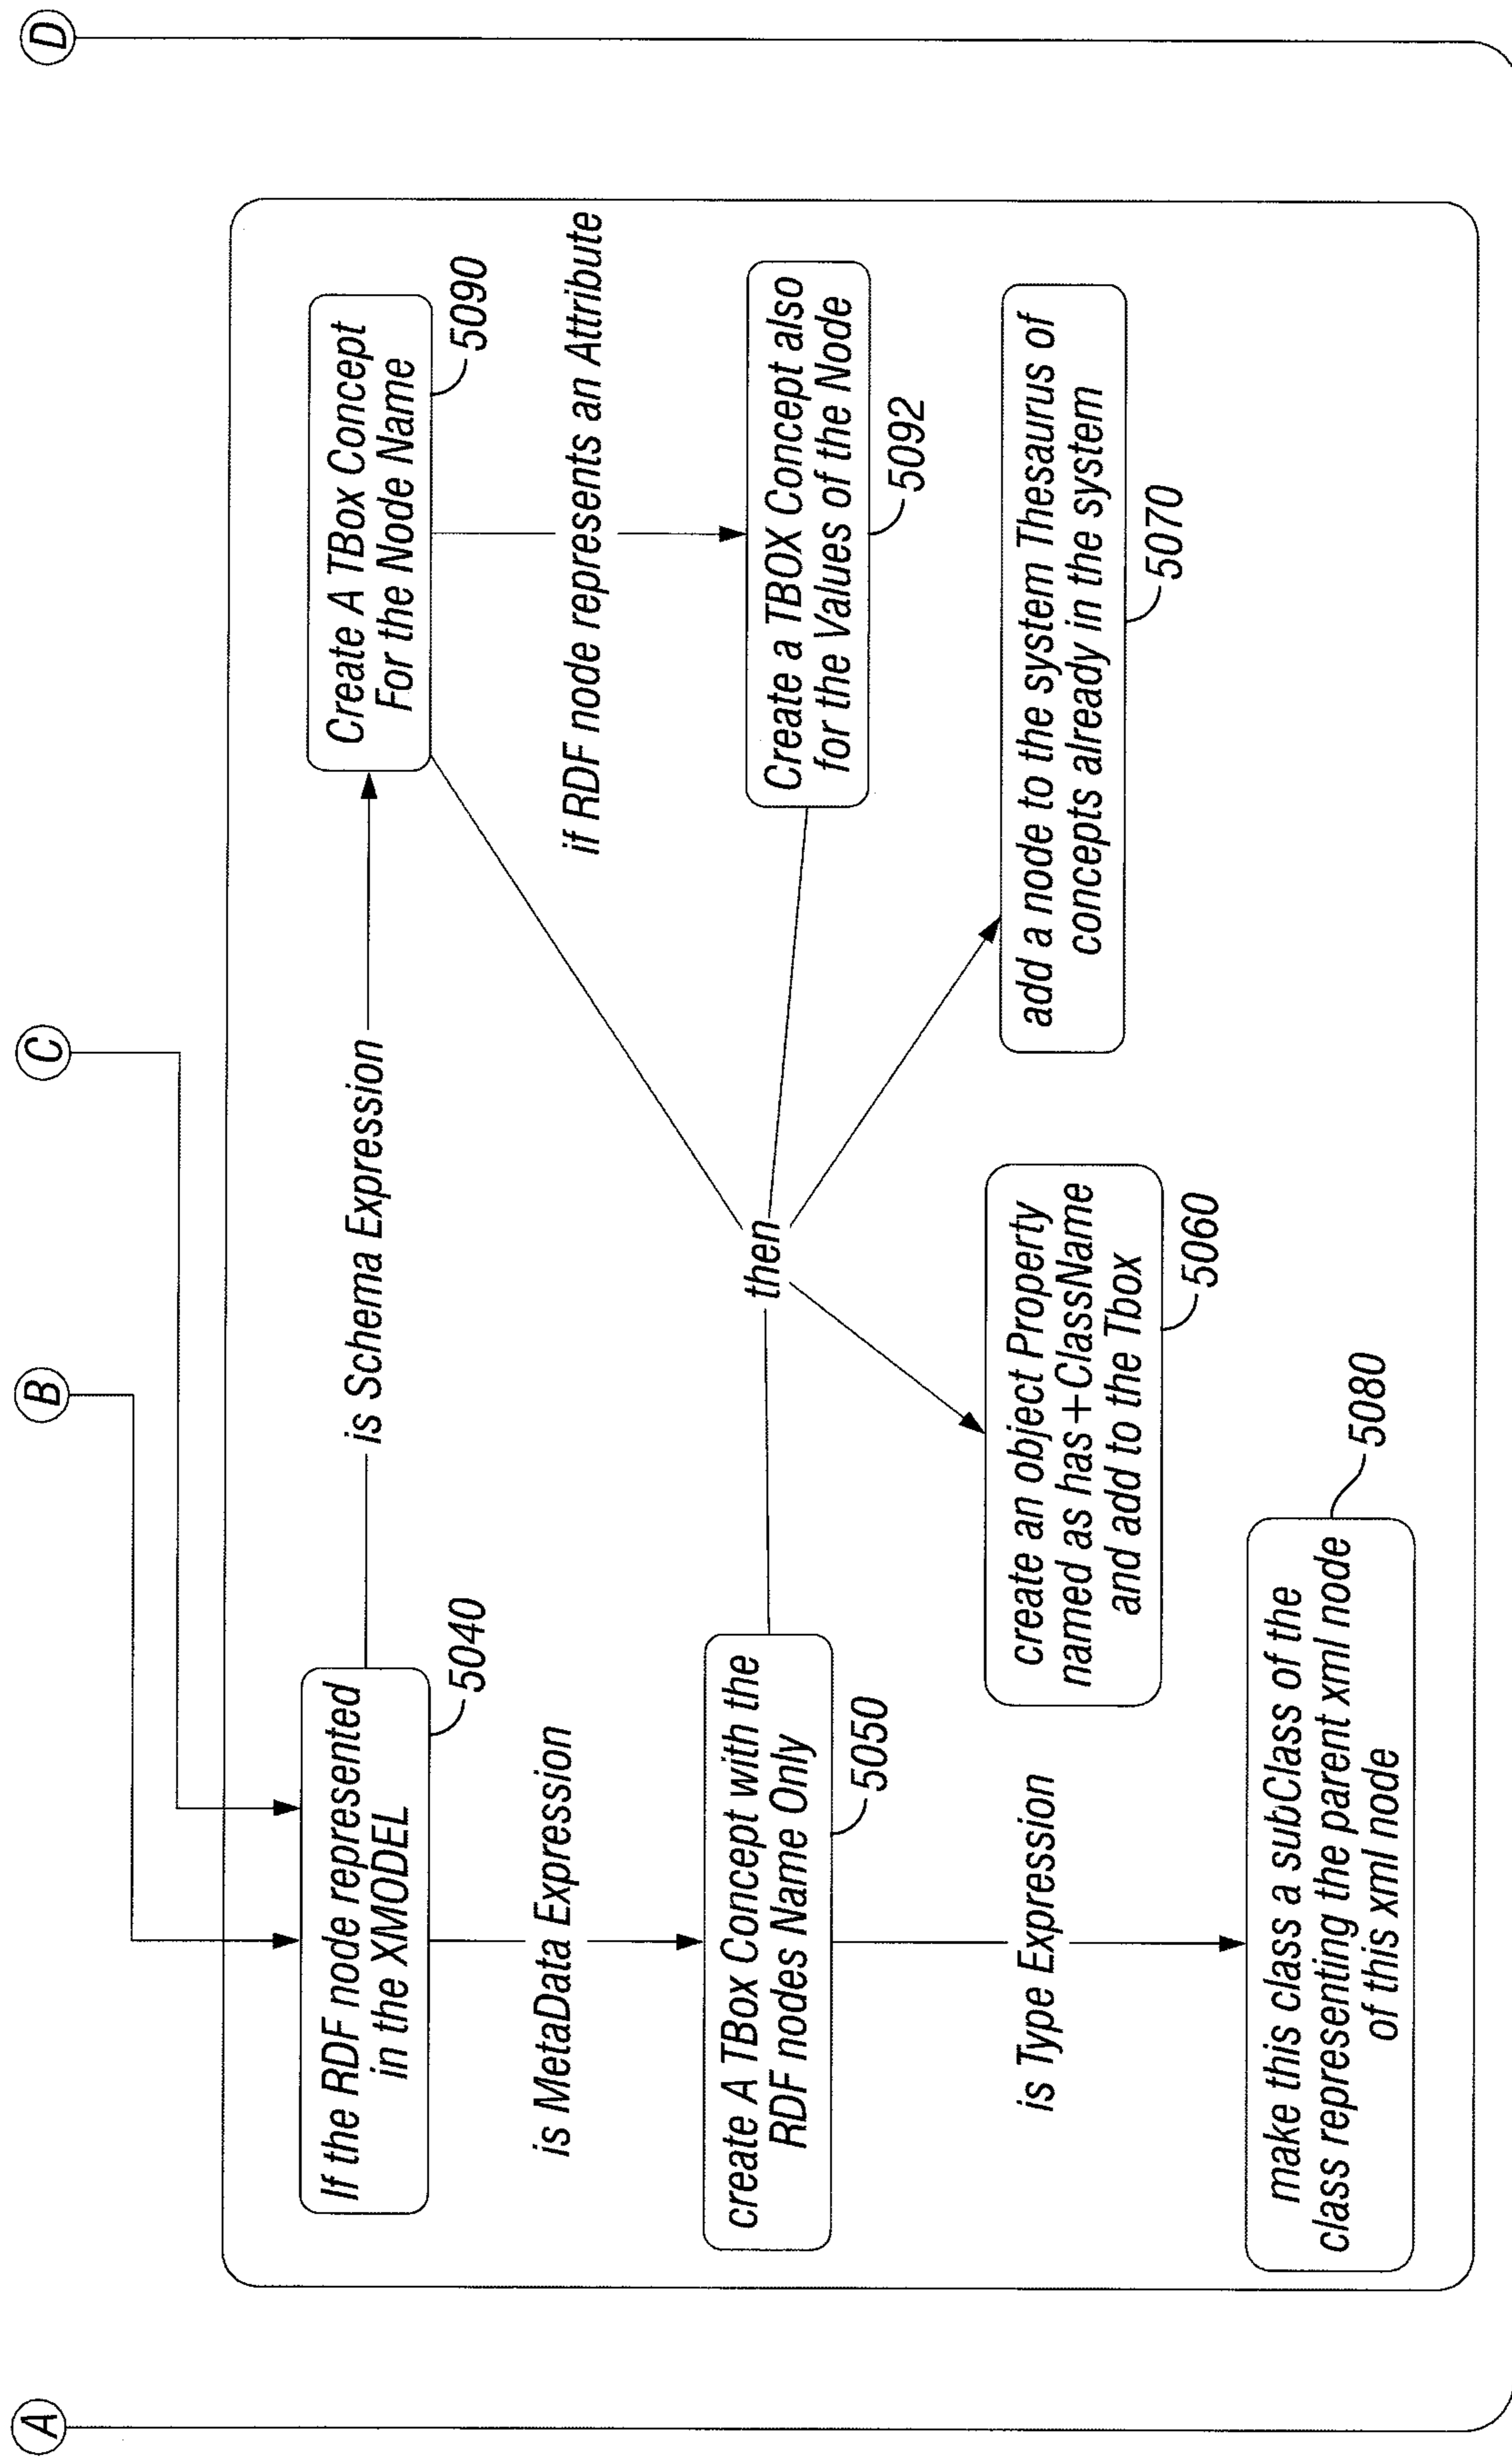 A
B
C
D
If the RDF node represented
in the XMODEL
5040
is Schema Expression
Create A TBox Concept
For the Node Name
5090
is MetaData Expression
if RDF node represents an Attribute
create A TBox Concept with the
RDF nodes Name Only
5050
then
Create a TBOX Concept also
for the Values of the Node
5092
is Type Expression
create an object Property
named as has+ClassName
and add to the Tbox
5060
add a node to the system Thesaurus of
concepts already in the system
5070
make this class a subClass of the
class representing the parent xml node
of this xml node
5080